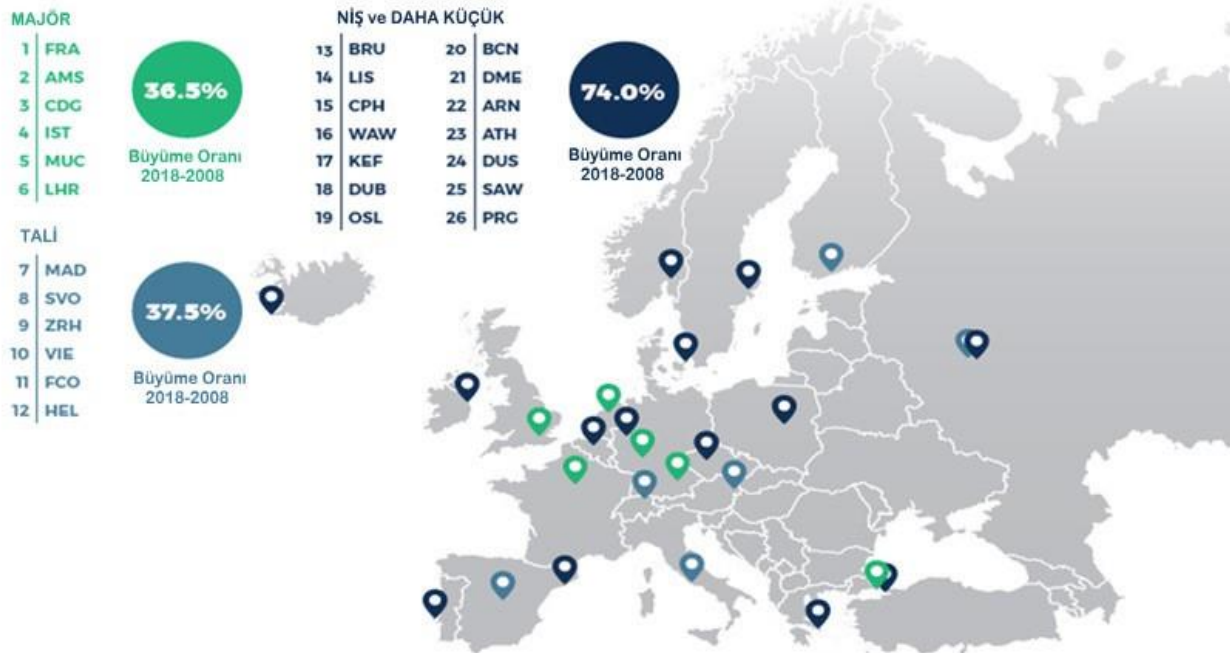 MAJÖR
1 FRA
2 AMS
3 CDG
4 IST
5 MUC
6 LHR
36.5%
Büyüme Oranı
2018-2008
TALİ
7 MAD
8 SVO
9 ZRH
10 VIE
11 FCO
12 HEL
37.5%
Büyüme Oranı
2018-2008
NİŞ ve DAHA KÜÇÜK
13 BRU
14 LIS
15 CPH
16 WAW
17 KEF
18 DUB
19 OSL
20 BCN
21 DME
22 ARN
23 ATH
24 DUS
25 SAW
26 PRG
74.0%
Büyüme Oranı
2018-2008